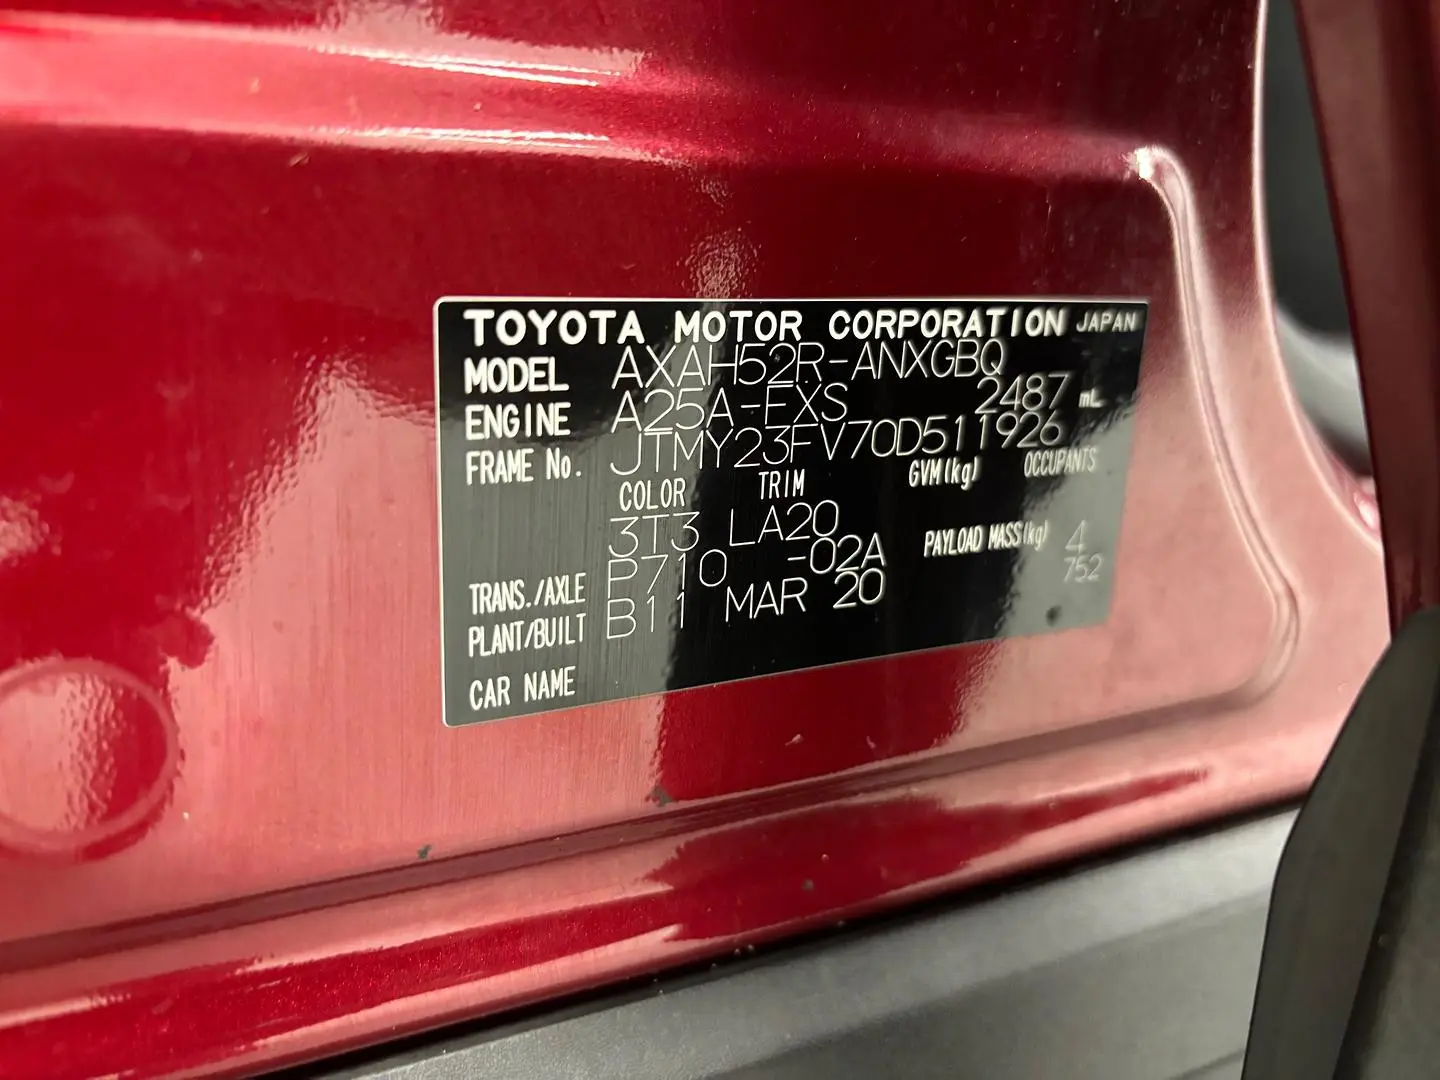 TOYOTA MOTOR CORPORATION JAPAN
MODEL AXAH52R-ANXGBQ
ENGINE A25A-FXS 2487 mL
FRAME No. JTMY23FV70D511926
COLOR TRIM GVM(kg) OCCUPANTS
3T3 LA20
PAYLOAD MASS(kg) 4
TRANS./AXLE P710 -02A 752
PLANT/BUILT B11 MAR 20
CAR NAME